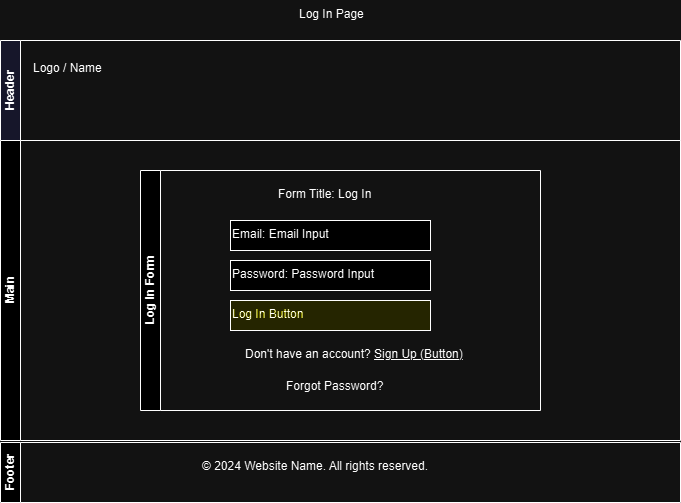 Log In Page
Header
Logo / Name
Main
Log In Form
Form Title: Log In
Email: Email Input
Password: Password Input
Log In Button
Don't have an account? Sign Up (Button)
Forgot Password?
Footer
© 2024 Website Name. All rights reserved.